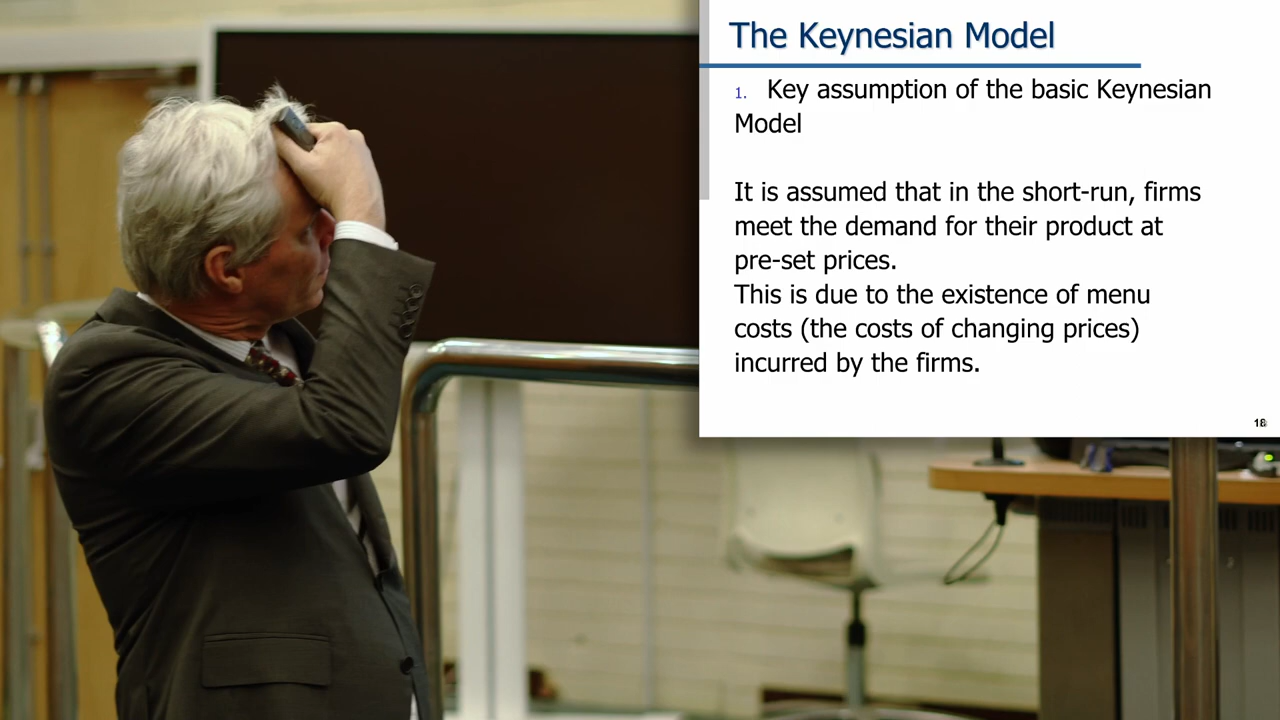 The Keynesian Model
1. Key assumption of the basic Keynesian
Model
It is assumed that in the short-run, firms
meet the demand for their product at
pre-set prices.
This is due to the existence of menu
costs (the costs of changing prices)
incurred by the firms.
18